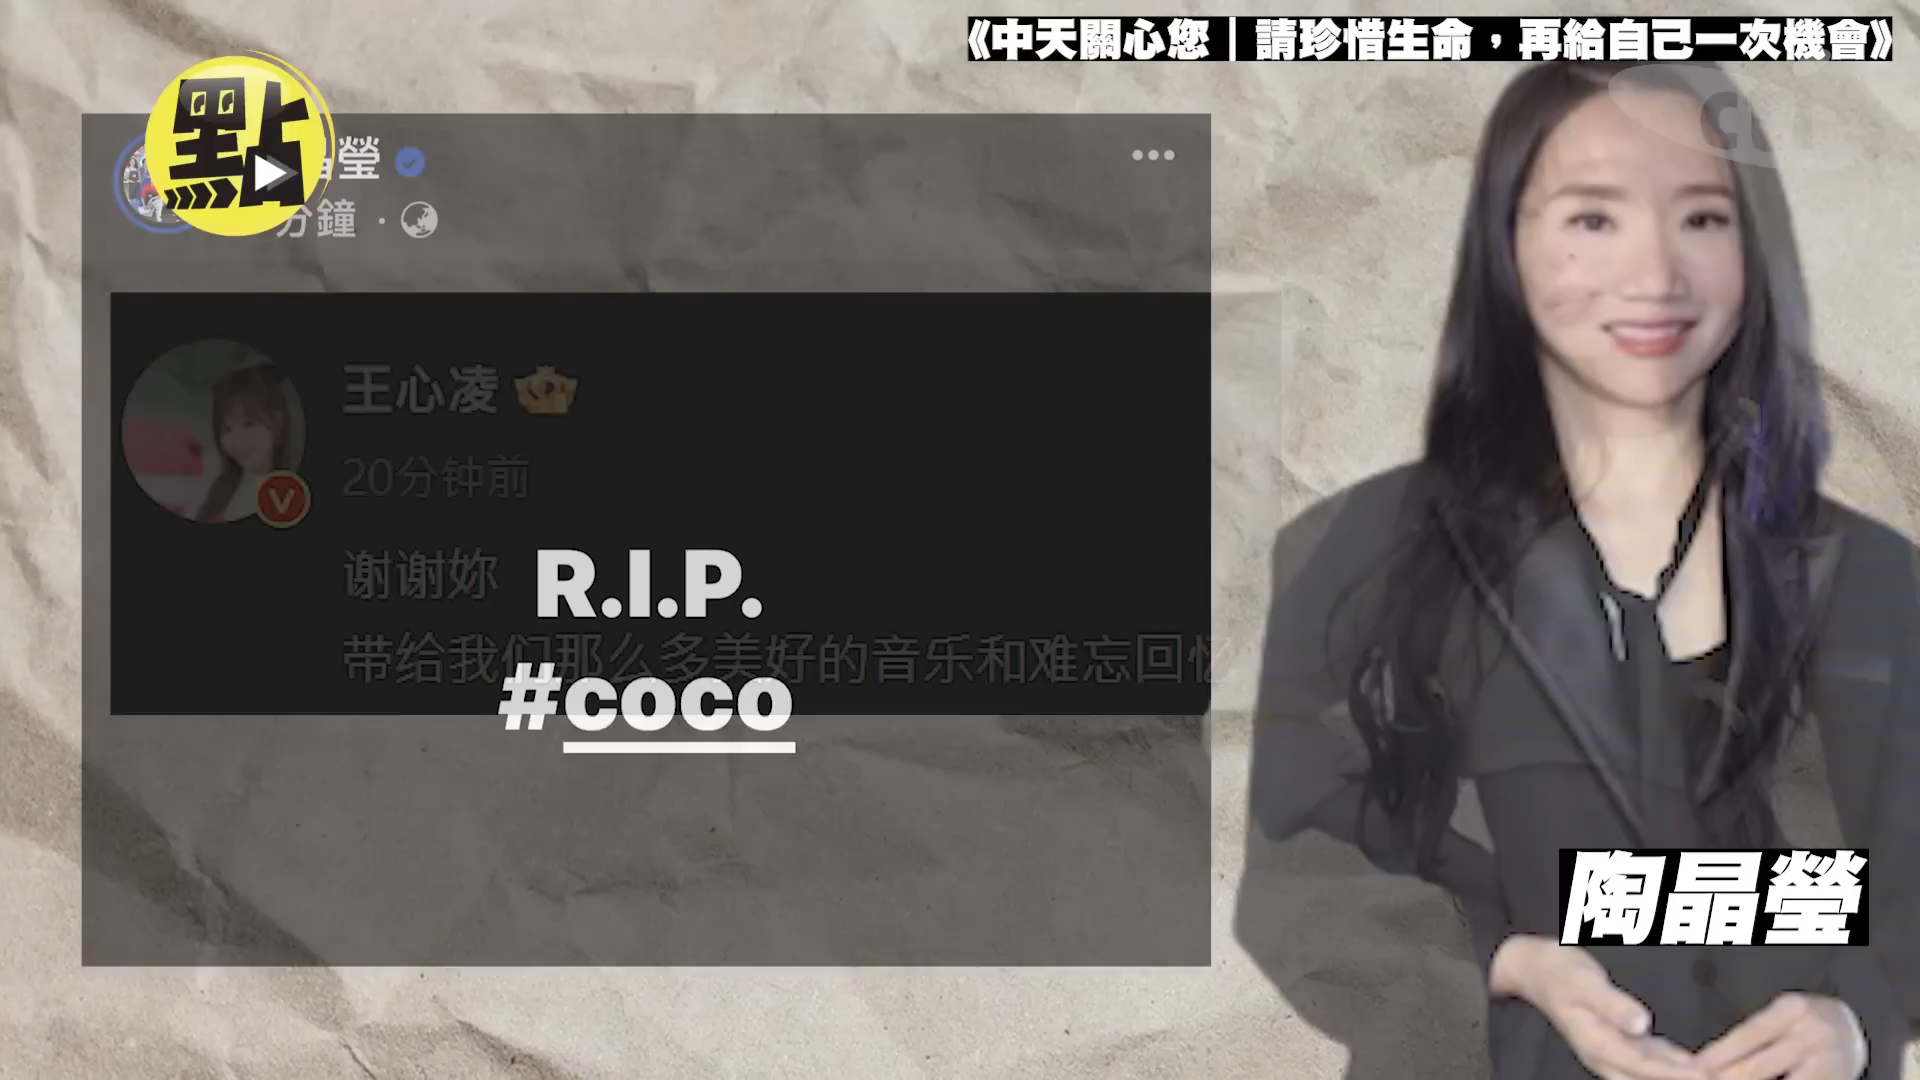 《中天關心您｜請珍惜生命，再給自己一次機會》
點
瑩
分鐘 ·
王心凌
20分钟前
谢谢妳
R.I.P.
带给我们那么多美好的音乐和难忘回忆
#coco
陶晶瑩